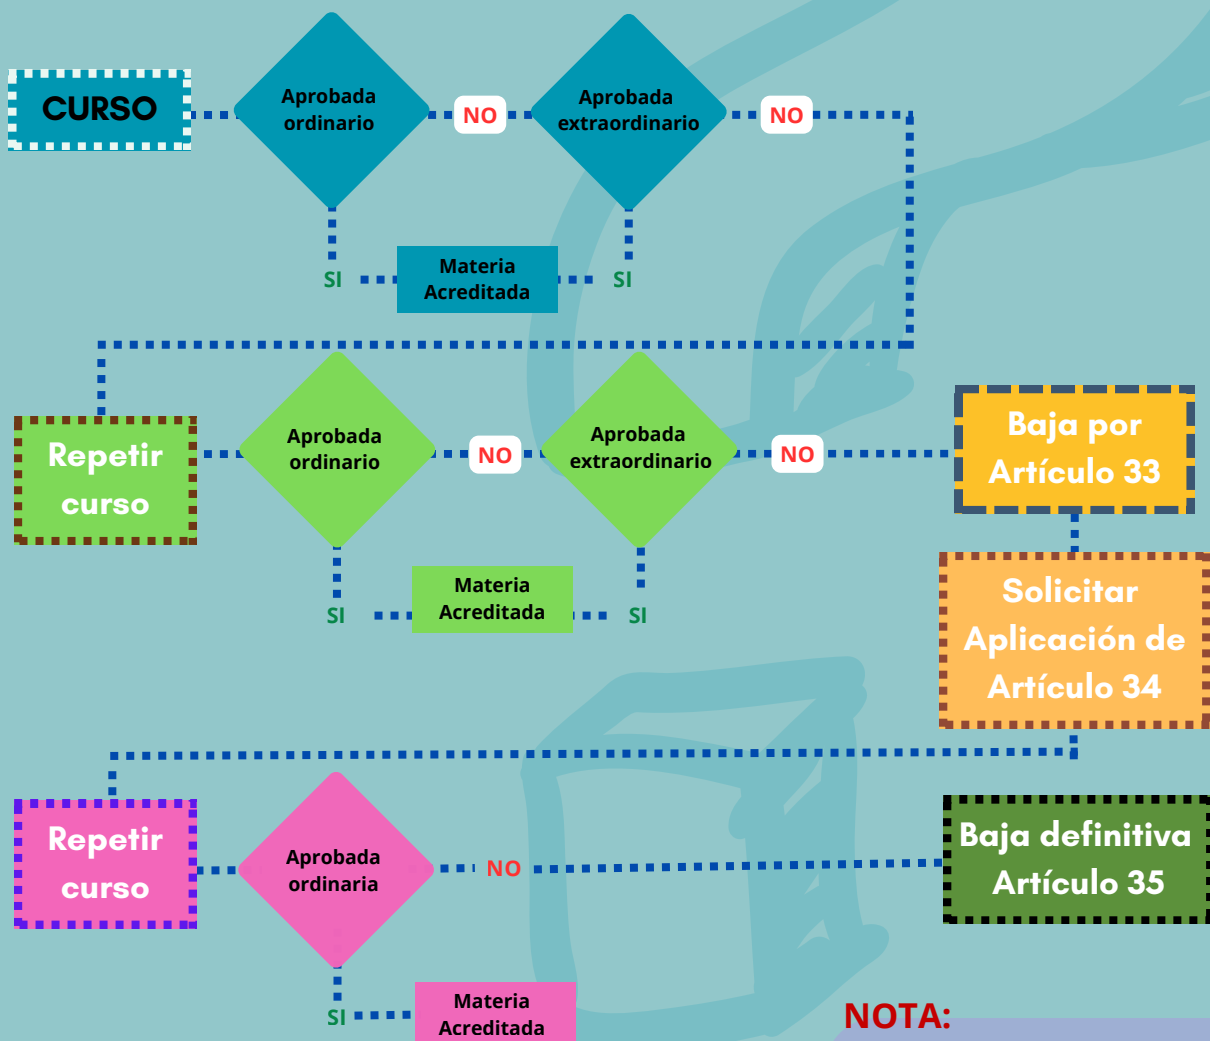 CURSO
Aprobada
ordinario
NO
Aprobada
extraordinario
NO
SI
Materia
Acreditada
SI
Repetir
curso
Aprobada
ordinario
NO
Aprobada
extraordinario
NO
Baja por
Artículo 33
SI
Materia
Acreditada
SI
Solicitar
Aplicación de
Artículo 34
Repetir
curso
Aprobada
ordinaria
NO
Baja definitiva
Artículo 35
SI
Materia
Acreditada
NOTA: